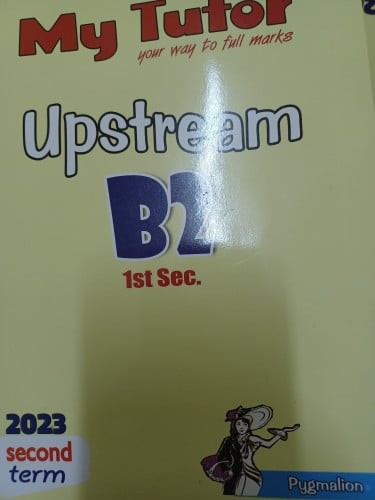 My Tutor
your way to full marks
Upstream
B2
1st Sec.
2023
second
term
Pygmalion